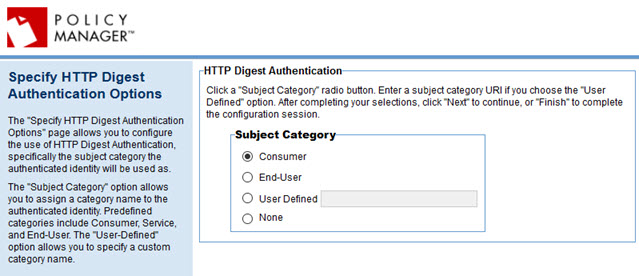 POLICY
MANAGER™
Specify HTTP Digest
Authentication Options
The "Specify HTTP Digest Authentication
Options" page allows you to configure
the use of HTTP Digest Authentication,
specifically the subject category the
authenticated identity will be used as.
The "Subject Category" option allows
you to assign a category name to the
authenticated identity. Predefined
categories include Consumer, Service,
and End-User. The "User-Defined"
option allows you to specify a custom
category name.
HTTP Digest Authentication
Click a "Subject Category" radio button. Enter a subject category URI if you choose the "User
Defined" option. After completing your selections, click "Next" to continue, or "Finish" to complete
the configuration session.
Subject Category
Consumer
End-User
User Defined
None